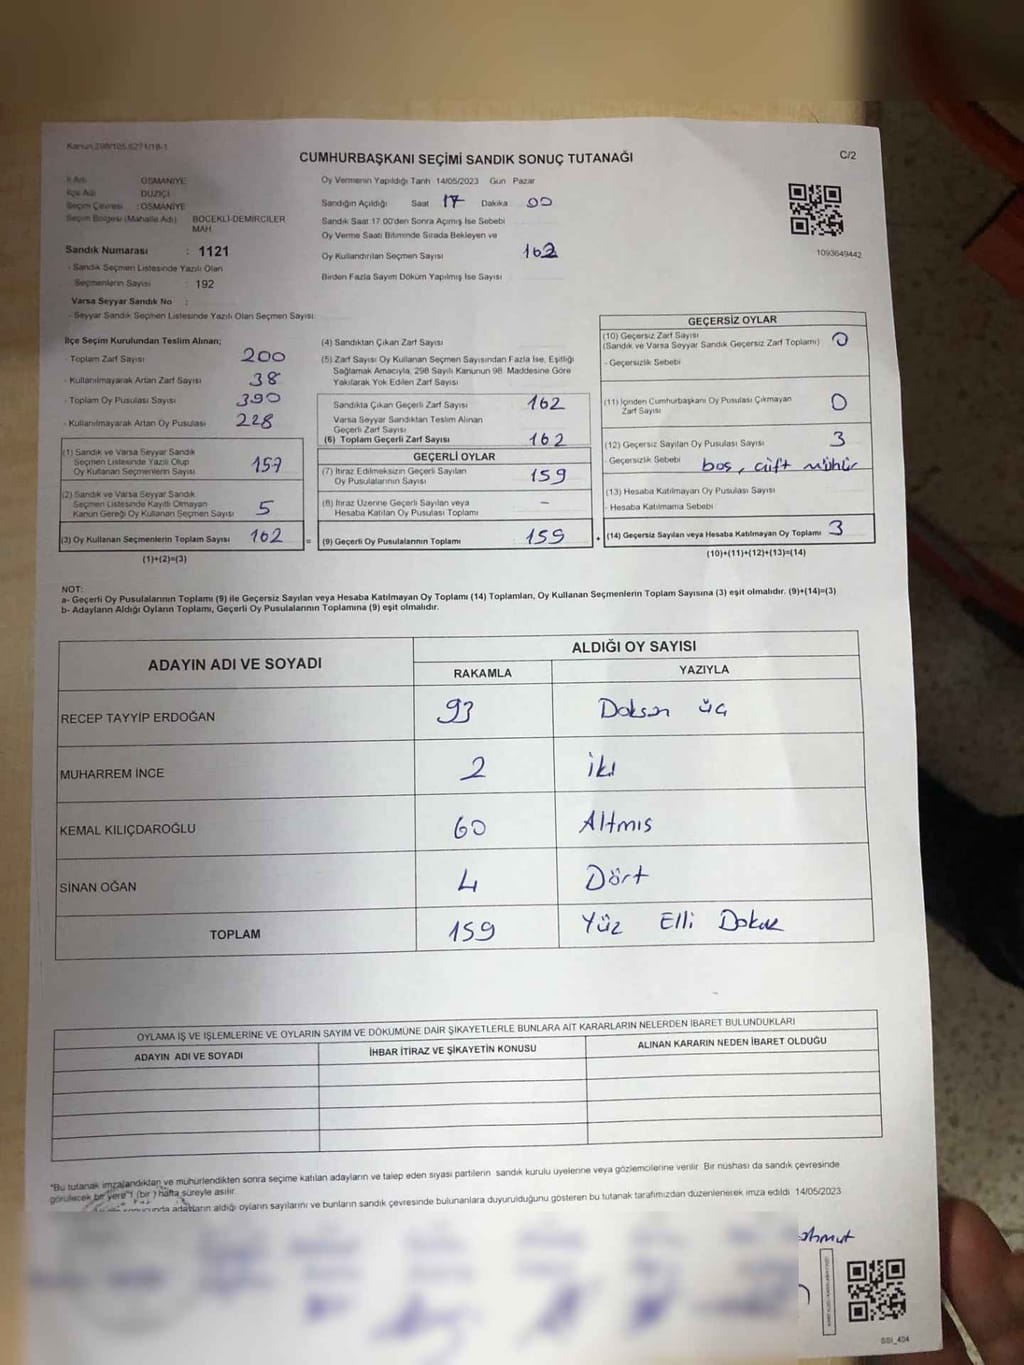 Kanun 298/105,6271/18-1
CUMHURBAŞKANI SEÇİMİ SANDIK SONUÇ TUTANAĞI
C/2
İl Adı OSMANİYE
İlçe Adı DÜZİÇİ
Seçim Çevresi : OSMANİYE
Seçim Bölgesi (Mahalle Adı) BÖCEKLİ-DEMİRCİLER MAH.
Sandık Numarası : 1121
- Sandık Seçmen Listesinde Yazılı Olan
Seçmenlerin Sayısı : 192
Varsa Seyyar Sandık No :
- Seyyar Sandık Seçmen Listesinde Yazılı Olan Seçmen Sayısı
Oy Vermenin Yapıldığı Tarih 14/05/2023 Gün Pazar
Sandığın Açıldığı Saat 17 Dakika 00
Sandık Saat 17.00'den Sonra Açımış İse Sebebi
Oy Verme Saati Bitiminde Sırada Bekleyen ve
Oy Kullandırılan Seçmen Sayısı 162
Birden Fazla Sayım Döküm Yapılmış İse Sayısı
1093649442
İlçe Seçim Kurulundan Teslim Alınan;
- Toplam Zarf Sayısı 200
- Kullanılmayarak Artan Zarf Sayısı 38
- Toplam Oy Pusulası Sayısı 390
- Kullanılmayarak Artan Oy Pusulası 228
(1) Sandık ve Varsa Seyyar Sandık
Seçmen Listesinde Yazılı Olup
Oy Kullanan Seçmenlerin Sayısı 157
(2) Sandık ve Varsa Seyyar Sandık
Seçmen Listesinde Kayıtlı Olmayan
Kanun Gereği Oy Kullanan Seçmen Sayısı 5
(3) Oy Kullanan Seçmenlerin Toplam Sayısı 162
(1)+(2)=(3)
(4) Sandıktan Çıkan Zarf Sayısı
(5) Zarf Sayısı Oy Kullanan Seçmen Sayısından Fazla İse, Eşitliği
Sağlamak Amacıyla, 298 Sayılı Kanunun 98. Maddesine Göre
Yakılarak Yok Edilen Zarf Sayısı
Sandıkta Çıkan Geçerli Zarf Sayısı 162
Varsa Seyyar Sandıktan Teslim Alınan
Geçerli Zarf Sayısı
(6) Toplam Geçerli Zarf Sayısı 162
GEÇERLİ OYLAR
(7) İtiraz Edilmeksizin Geçerli Sayılan
Oy Pusulalarının Sayısı 159
(8) İtiraz Üzerine Geçerli Sayılan veya
Hesaba Katılan Oy Pusulası Toplamı -
= (9) Geçerli Oy Pusulalarının Toplamı 159
GEÇERSİZ OYLAR
(10) Geçersiz Zarf Sayısı
(Sandık ve Varsa Seyyar Sandık Geçersiz Zarf Toplamı) 0
- Geçersizlik Sebebi
(11) İçinden Cumhurbaşkanı Oy Pusulası Çıkmayan
Zarf Sayısı 0
(12) Geçersiz Sayılan Oy Pusulası Sayısı 3
- Geçersizlik Sebebi boş, çift mühür
(13) Hesaba Katılmayan Oy Pusulası Sayısı
- Hesaba Katılmama Sebebi
+ (14) Geçersiz Sayılan veya Hesaba Katılmayan Oy Toplamı 3
(10)+(11)+(12)+(13)=(14)
NOT:
a- Geçerli Oy Pusulalarının Toplamı (9) ile Geçersiz Sayılan veya Hesaba Katılmayan Oy Toplamı (14) Toplamları, Oy Kullanan Seçmenlerin Toplam Sayısına (3) eşit olmalıdır. (9)+(14)=(3)
b- Adayların Aldığı Oyların Toplamı, Geçerli Oy Pusulalarının Toplamına (9) eşit olmalıdır.
ADAYIN ADI VE SOYADI ALDIĞI OY SAYISI
RAKAMLA YAZIYLA
RECEP TAYYİP ERDOĞAN 93 Doksan üç
MUHARREM İNCE 2 İki
KEMAL KILIÇDAROĞLU 60 Altmış
SİNAN OĞAN 4 Dört
TOPLAM 159 Yüz Elli Dokuz
OYLAMA İŞ VE İŞLEMLERİNE VE OYLARIN SAYIM VE DÖKÜMÜNE DAİR ŞİKAYETLERLE BUNLARA AİT KARARLARIN NELERDEN İBARET BULUNDUKLARI
ADAYIN ADI VE SOYADI İHBAR İTİRAZ VE ŞİKAYETİN KONUSU ALINAN KARARIN NEDEN İBARET OLDUĞU
"Bu tutanak imzalandıktan ve mühürlendikten sonra seçime katılan adayların ve talep eden siyasi partilerin sandık kurulu üyelerine veya gözlemcilerine verilir. Bir nüshası da sandık çevresinde
görülecek bir yere"1 (bir) hafta süreyle asılır.
adayların aldığı oyların sayılarını ve bunların sandık çevresinde bulunanlara duyurulduğunu gösteren bu tutanak tarafımızdan düzenlenerek imza edildi 14/05/2023
SSI_404